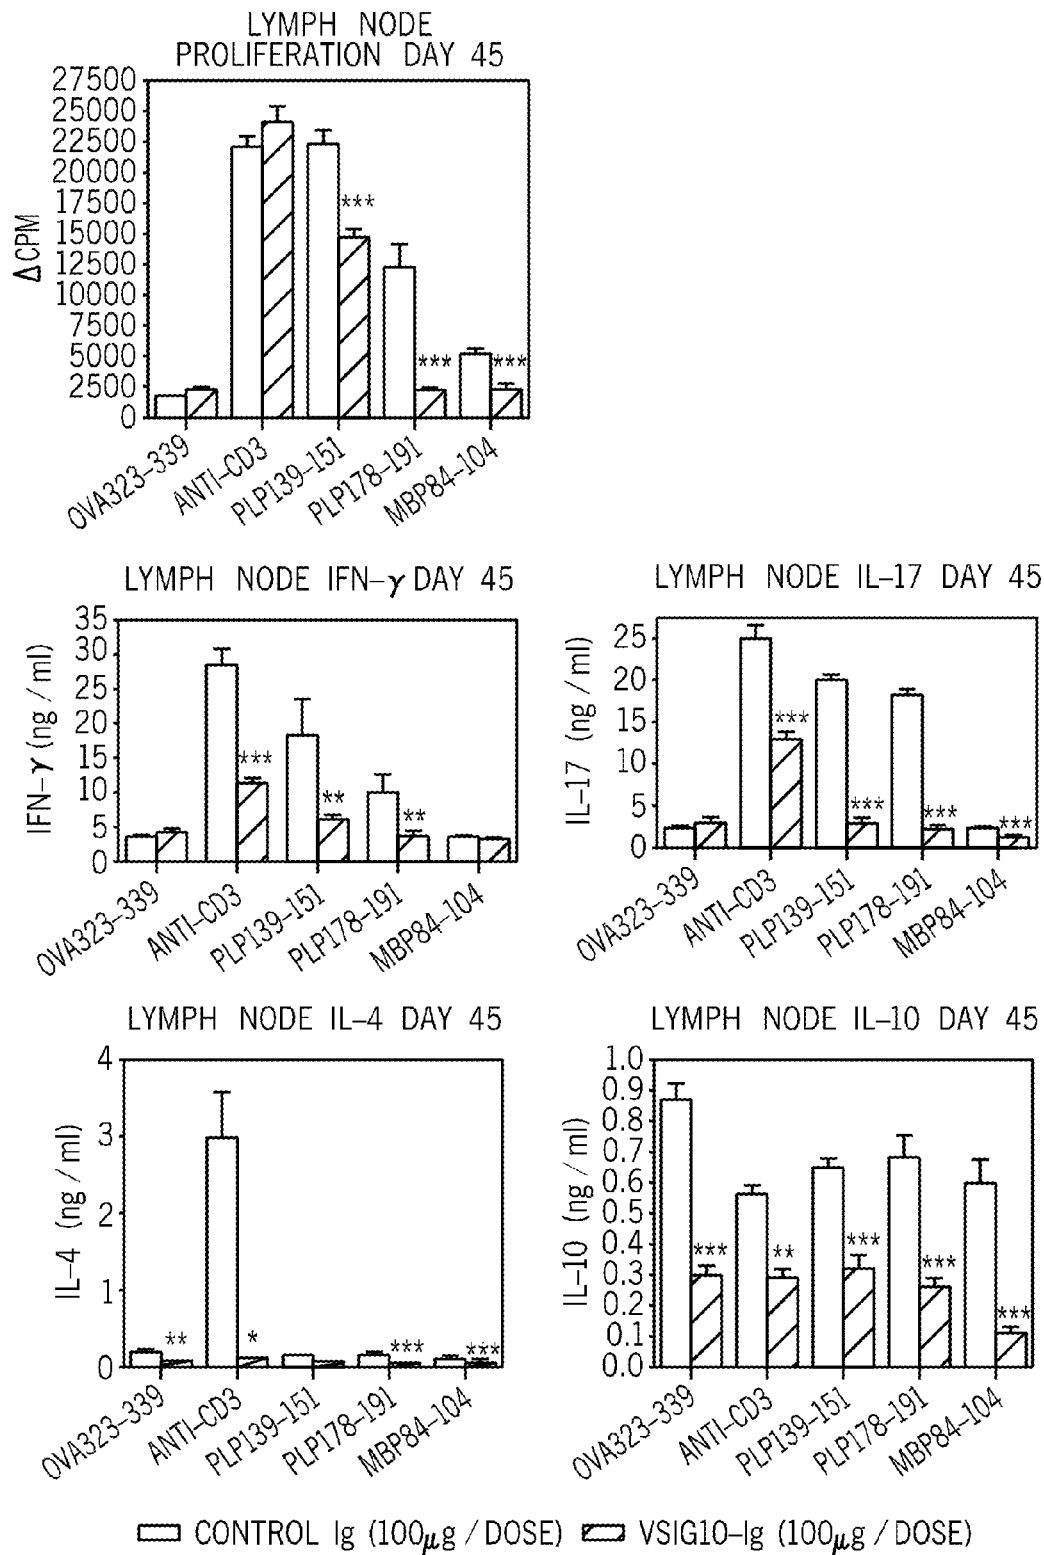 LYMPH NODE
PROLIFERATION DAY 45
27500
25000
22500
20000
17500
15000
12500
10000
7500
5000
2500
0
ΔCPM
***
***
***
OVA323-339
ANTI-CD3
PLP139-151
PLP178-191
MBP84-104
LYMPH NODE IFN-γ DAY 45
35
30
25
20
15
10
5
0
IFN-γ (ng / ml)
***
**
**
OVA323-339
ANTI-CD3
PLP139-151
PLP178-191
MBP84-104
LYMPH NODE IL-17 DAY 45
25
20
15
10
5
0
IL-17 (ng / ml)
***
***
***
***
OVA323-339
ANTI-CD3
PLP139-151
PLP178-191
MBP84-104
LYMPH NODE IL-4 DAY 45
4
3
2
1
0
IL-4 (ng / ml)
**
*
***
***
OVA323-339
ANTI-CD3
PLP139-151
PLP178-191
MBP84-104
LYMPH NODE IL-10 DAY 45
1.0
0.9
0.8
0.7
0.6
0.5
0.4
0.3
0.2
0.1
0.0
IL-10 (ng / ml)
***
**
***
***
***
OVA323-339
ANTI-CD3
PLP139-151
PLP178-191
MBP84-104
CONTROL Ig (100μg / DOSE) VSIG10-Ig (100μg / DOSE)